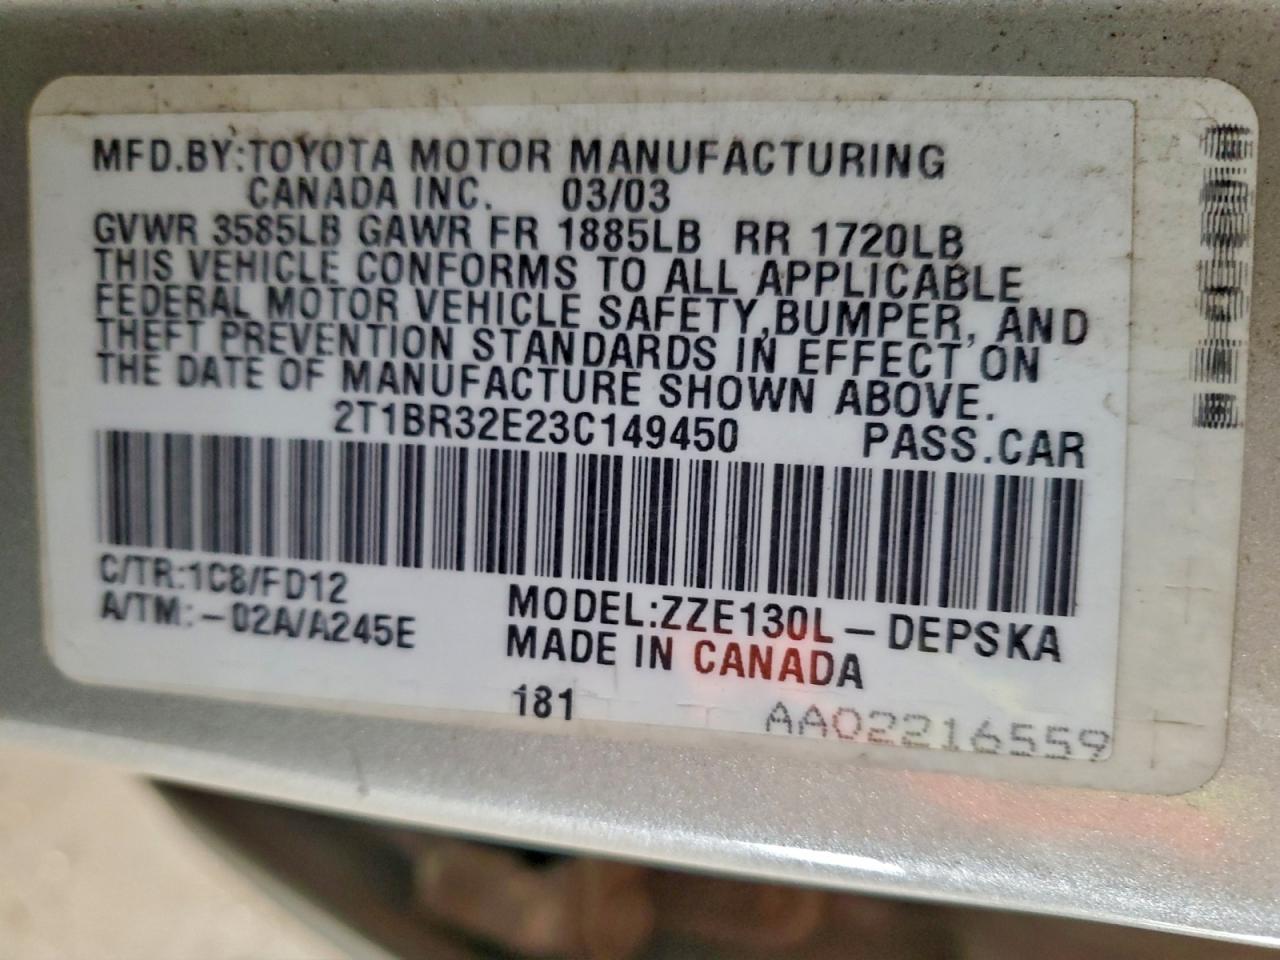 MFD.BY:TOYOTA MOTOR MANUFACTURING
CANADA INC. 03/03
GVWR 3585LB GAWR FR 1885LB RR 1720LB
THIS VEHICLE CONFORMS TO ALL APPLICABLE
FEDERAL MOTOR VEHICLE SAFETY,BUMPER, AND
THEFT PREVENTION STANDARDS IN EFFECT ON
THE DATE OF MANUFACTURE SHOWN ABOVE.
2T1BR32E23C149450 PASS.CAR
C/TR:1C8/FD12
A/TM:-02A/A245E
MODEL:ZZE130L-DEPSKA
MADE IN CANADA
181
AA02216559